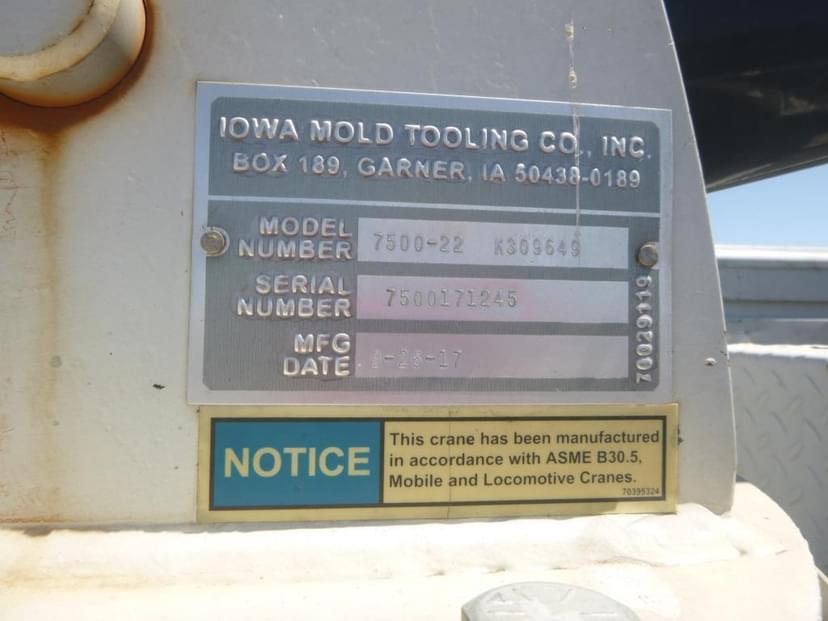 IOWA MOLD TOOLING CO., INC.
BOX 189, GARNER, IA 50438-0189
MODEL NUMBER 7500-22 K309649
SERIAL NUMBER 7500171245
MFG DATE
70029119
NOTICE
This crane has been manufactured
in accordance with ASME B30.5,
Mobile and Locomotive Cranes.
70395324